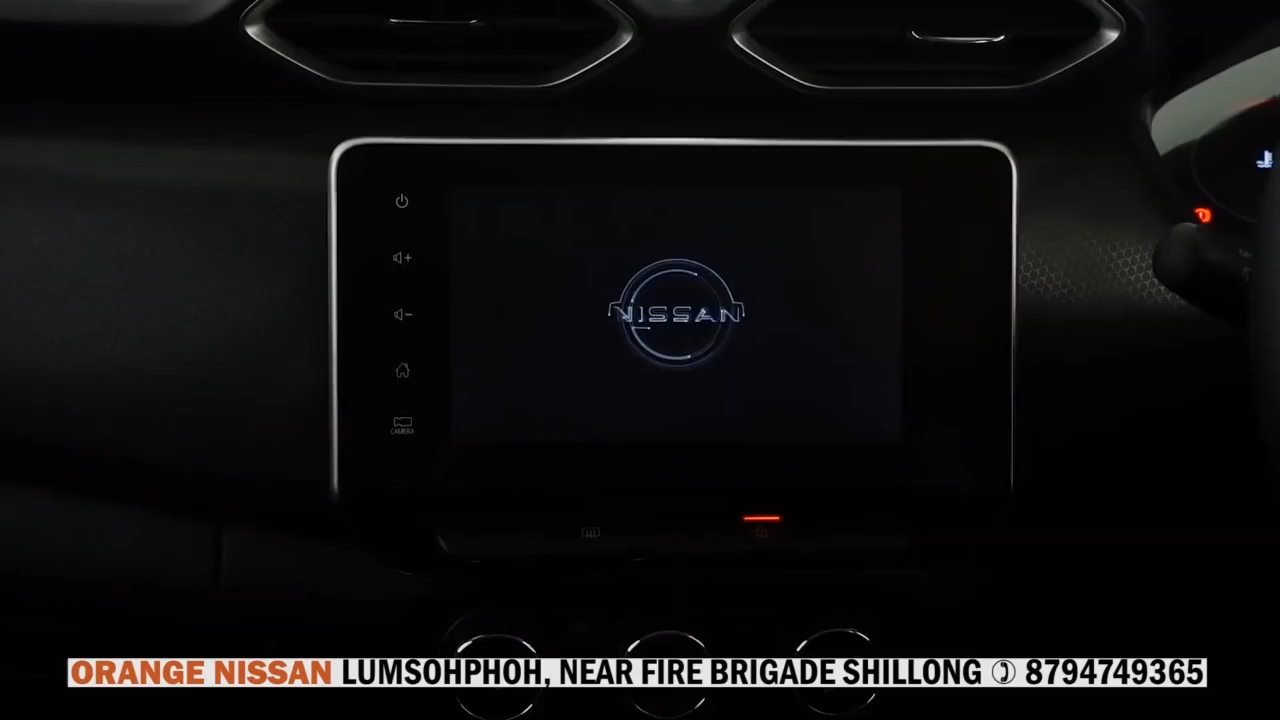 NISSAN
CAMERA
ORANGE NISSAN LUMSOHPHOH, NEAR FIRE BRIGADE SHILLONG ✆ 8794749365